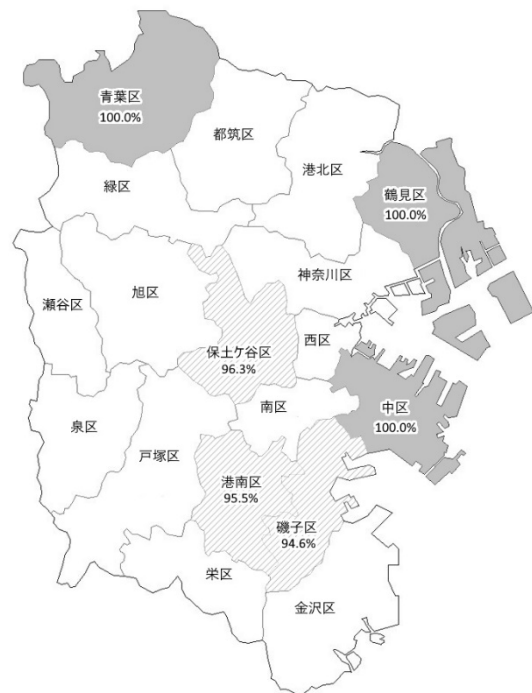 青葉区
100.0%
都筑区
港北区
緑区
鶴見区
100.0%
神奈川区
旭区
瀬谷区
保土ケ谷区
96.3%
西区
中区
100.0%
南区
泉区
戸塚区
港南区
95.5%
磯子区
94.6%
栄区
金沢区